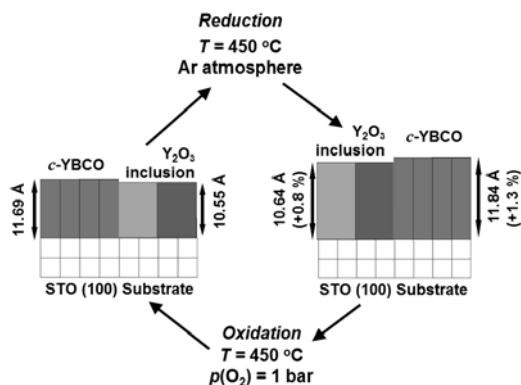 Reduction
T = 450 °C
Ar atmosphere
c-YBCO
Y₂O₃
inclusion
11.69 Å
10.55 Å
STO (100) Substrate
Y₂O₃
inclusion
c-YBCO
10.64 Å
(+0.8 %)
11.84 Å
(+1.3 %)
STO (100) Substrate
Oxidation
T = 450 °C
p(O₂) = 1 bar